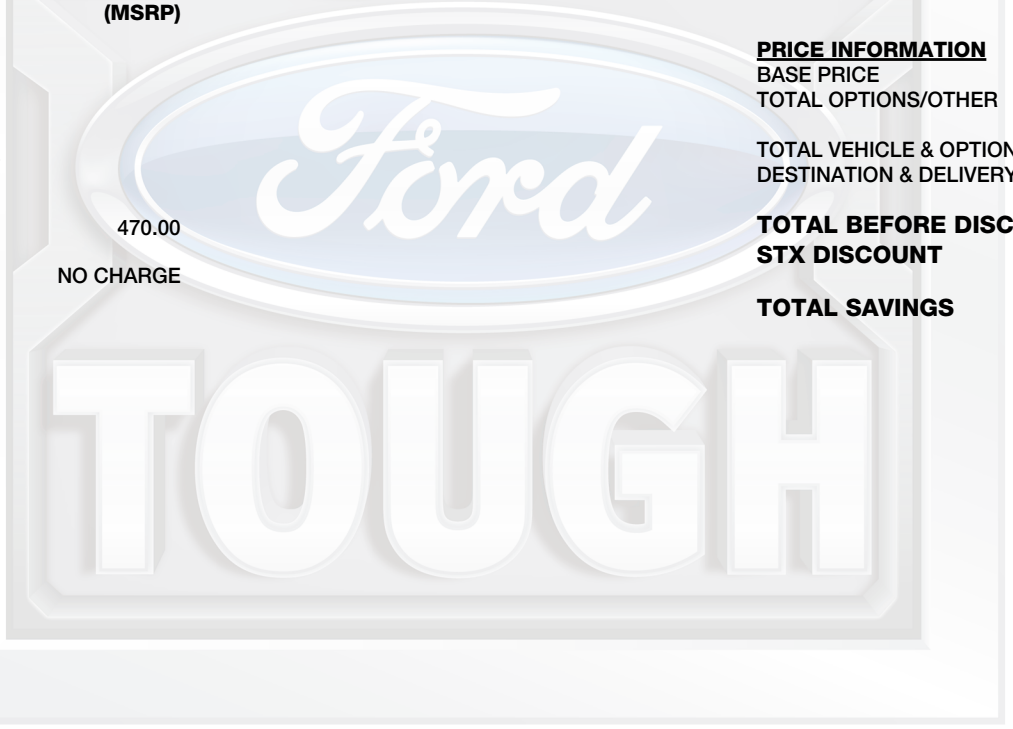 (MSRP)
PRICE INFORMATION
BASE PRICE
TOTAL OPTIONS/OTHER
TOTAL VEHICLE & OPTION
DESTINATION & DELIVERY
470.00
TOTAL BEFORE DISC
STX DISCOUNT
NO CHARGE
TOTAL SAVINGS
Ford
TOUGH